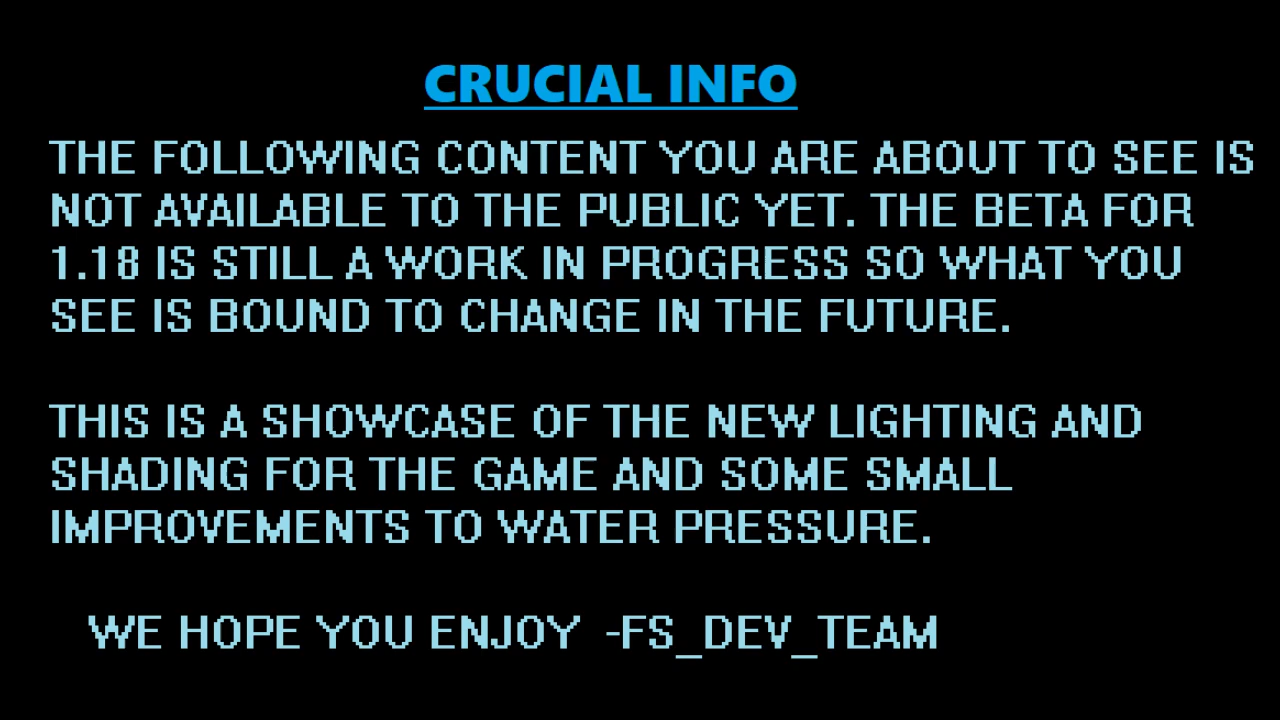 CRUCIAL INFO
THE FOLLOWING CONTENT YOU ARE ABOUT TO SEE IS
NOT AVAILABLE TO THE PUBLIC YET. THE BETA FOR
1.18 IS STILL A WORK IN PROGRESS SO WHAT YOU
SEE IS BOUND TO CHANGE IN THE FUTURE.
THIS IS A SHOWCASE OF THE NEW LIGHTING AND
SHADING FOR THE GAME AND SOME SMALL
IMPROVEMENTS TO WATER PRESSURE.
WE HOPE YOU ENJOY -FS_DEV_TEAM